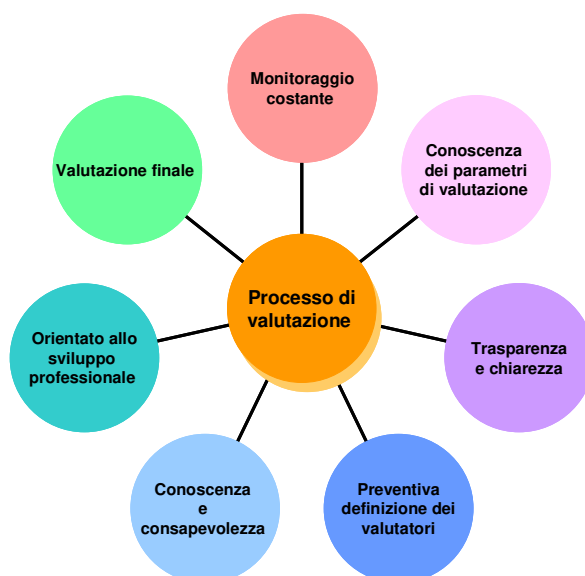 Monitoraggio
costante
Conoscenza
dei parametri
di valutazione
Trasparenza
e chiarezza
Preventiva
definizione dei
valutatori
Conoscenza
e
consapevolezza
Orientato allo
sviluppo
professionale
Valutazione finale
Processo di
valutazione